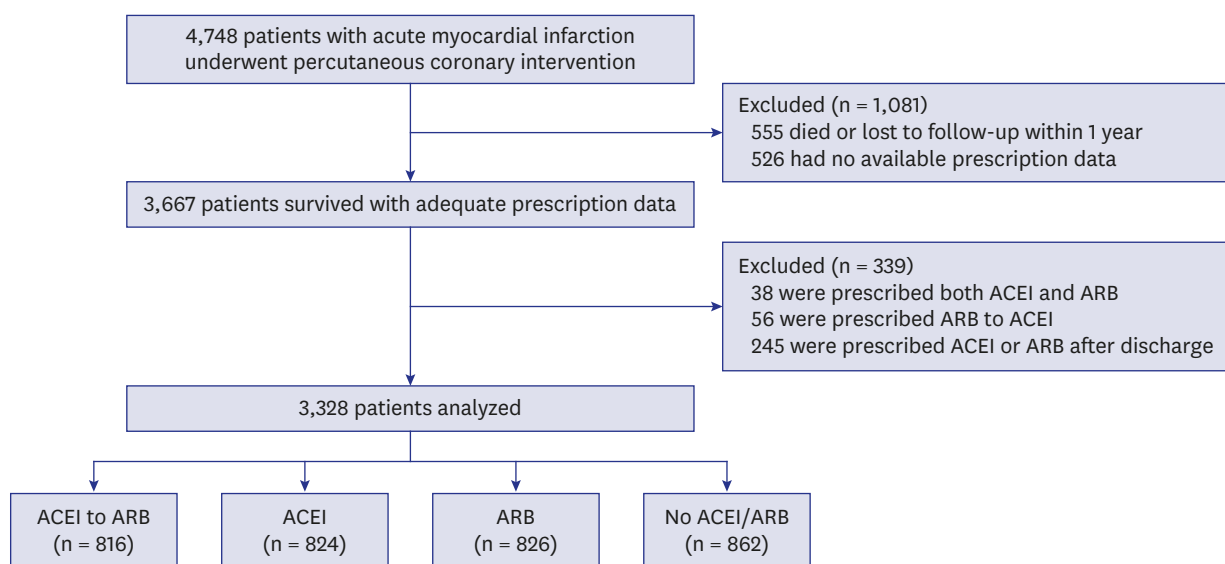 4,748 patients with acute myocardial infarction
underwent percutaneous coronary intervention
Excluded (n = 1,081)
555 died or lost to follow-up within 1 year
526 had no available prescription data
3,667 patients survived with adequate prescription data
Excluded (n = 339)
38 were prescribed both ACEI and ARB
56 were prescribed ARB to ACEI
245 were prescribed ACEI or ARB after discharge
3,328 patients analyzed
ACEI to ARB
(n = 816)
ACEI
(n = 824)
ARB
(n = 826)
No ACEI/ARB
(n = 862)